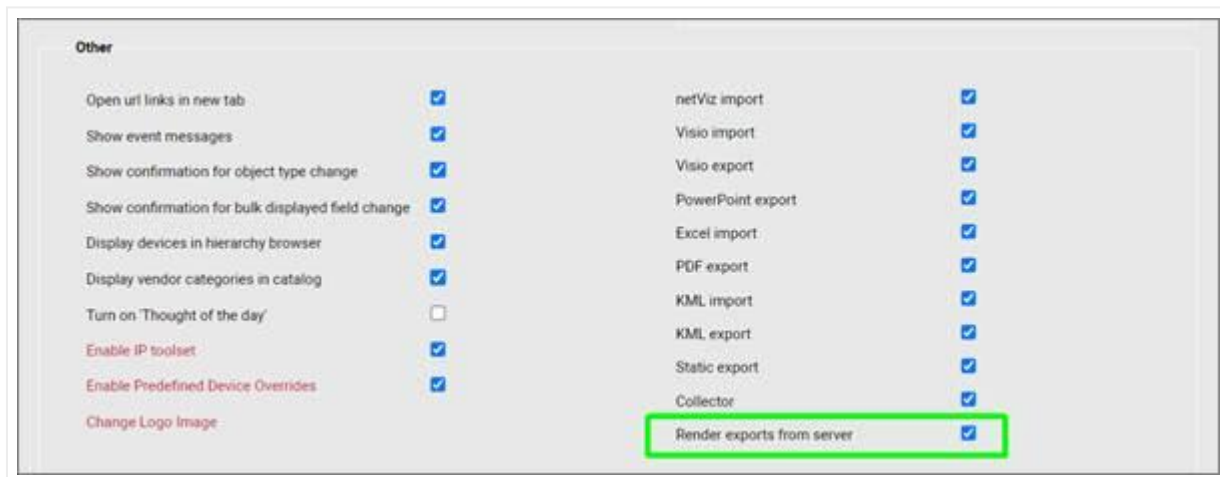 Other
Open url links in new tab
Show event messages
Show confirmation for object type change
Show confirmation for bulk displayed field change
Display devices in hierarchy browser
Display vendor categories in catalog
Turn on 'Thought of the day'
Enable IP toolset
Enable Predefined Device Overrides
Change Logo Image
netViz import
Visio import
Visio export
PowerPoint export
Excel import
PDF export
KML import
KML export
Static export
Collector
Render exports from server